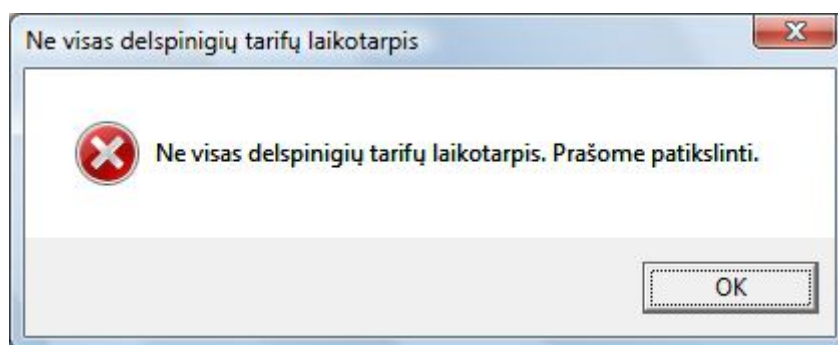 Ne visas delspinigių tarifų laikotarpis
Ne visas delspinigių tarifų laikotarpis. Prašome patikslinti.
OK